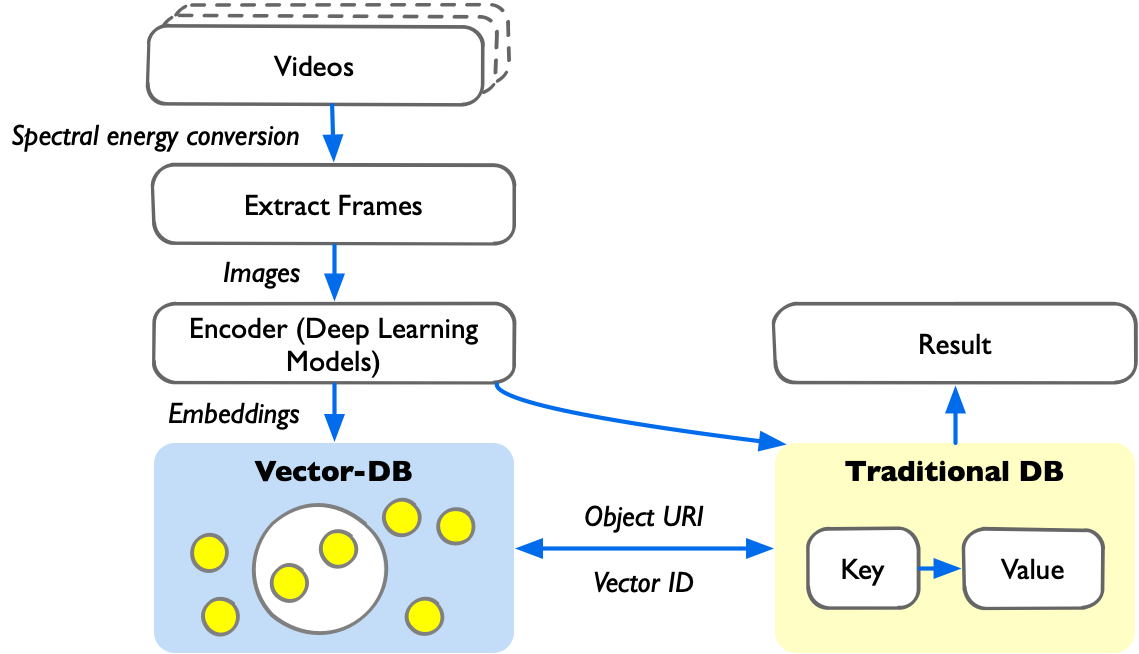 Videos
Spectral energy conversion
Extract Frames
Images
Encoder (Deep Learning
Models)
Result
Embeddings
Vector-DB
Traditional DB
Object URI
Key
Value
Vector ID